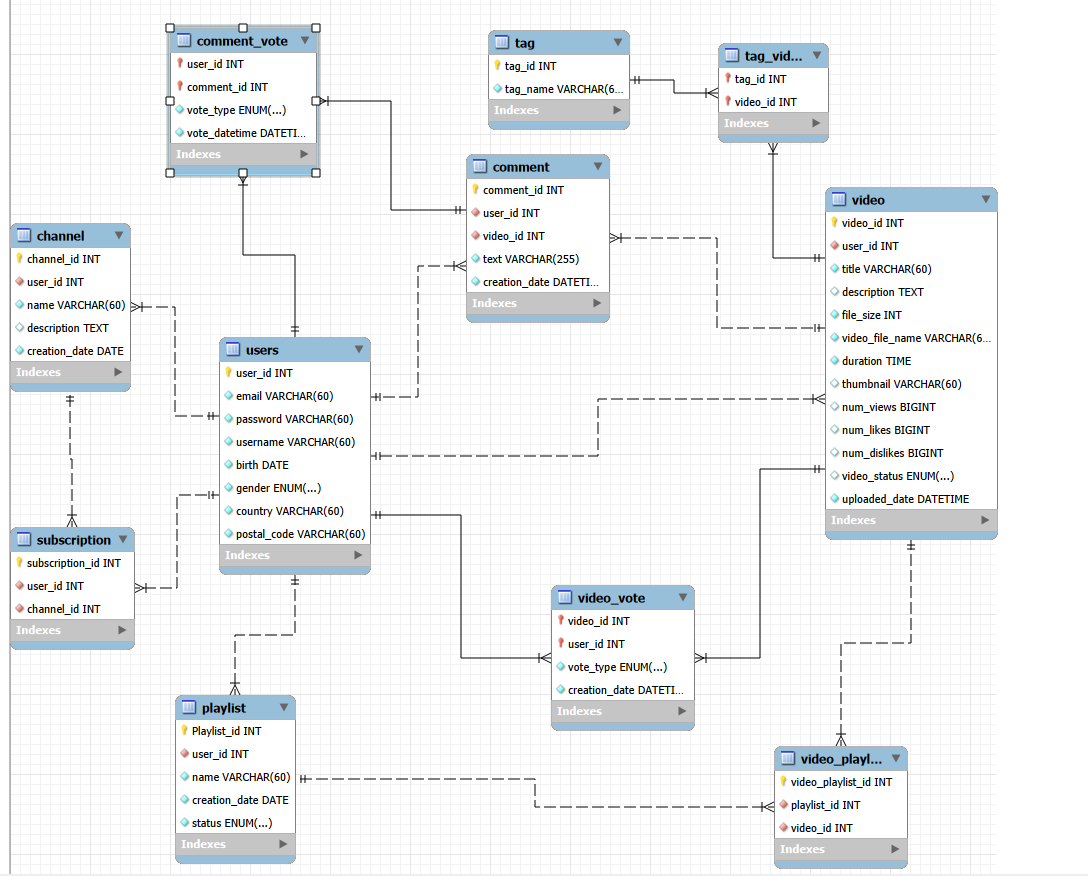 comment_vote
user_id INT
comment_id INT
vote_type ENUM(...)
vote_datetime DATETI...
Indexes
tag
tag_id INT
tag_name VARCHAR(6...
Indexes
tag_vid...
tag_id INT
video_id INT
Indexes
comment
comment_id INT
user_id INT
video_id INT
text VARCHAR(255)
creation_date DATETI...
Indexes
video
video_id INT
user_id INT
title VARCHAR(60)
description TEXT
file_size INT
video_file_name VARCHAR(6...
duration TIME
thumbnail VARCHAR(60)
num_views BIGINT
num_likes BIGINT
num_dislikes BIGINT
video_status ENUM(...)
uploaded_date DATETIME
Indexes
channel
channel_id INT
user_id INT
name VARCHAR(60)
description TEXT
creation_date DATE
Indexes
users
user_id INT
email VARCHAR(60)
password VARCHAR(60)
username VARCHAR(60)
birth DATE
gender ENUM(...)
country VARCHAR(60)
postal_code VARCHAR(60)
Indexes
subscription
subscription_id INT
user_id INT
channel_id INT
Indexes
video_vote
video_id INT
user_id INT
vote_type ENUM(...)
creation_date DATETI...
Indexes
playlist
Playlist_id INT
user_id INT
name VARCHAR(60)
creation_date DATE
status ENUM(...)
Indexes
video_playl...
video_playlist_id INT
playlist_id INT
video_id INT
Indexes